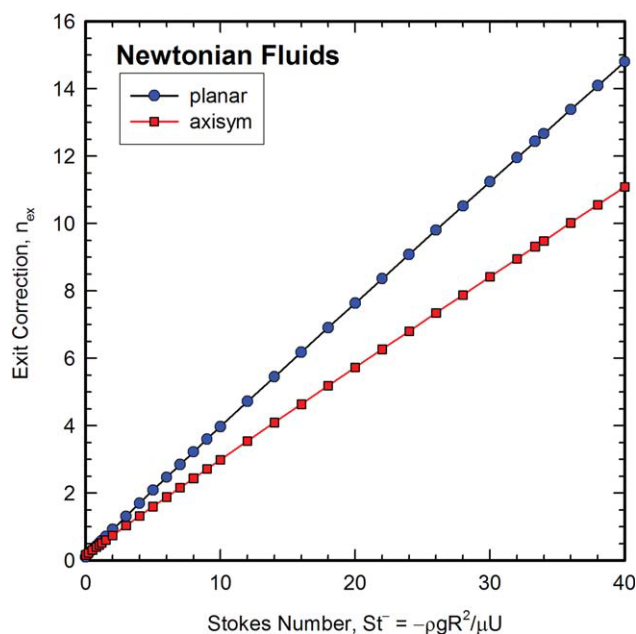 Newtonian Fluids
planar
axisym
16
14
12
10
8
6
4
2
0
Exit Correction, nₑₓ
0
10
20
30
40
Stokes Number, St⁻ = −ρgR²/μU